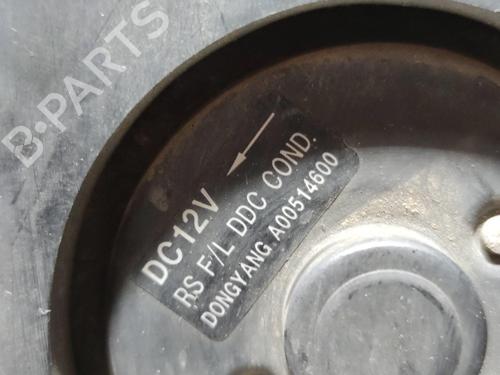 B-PARTS
DC12V
RS F/L DDC COND.
DONGYANG A00514600